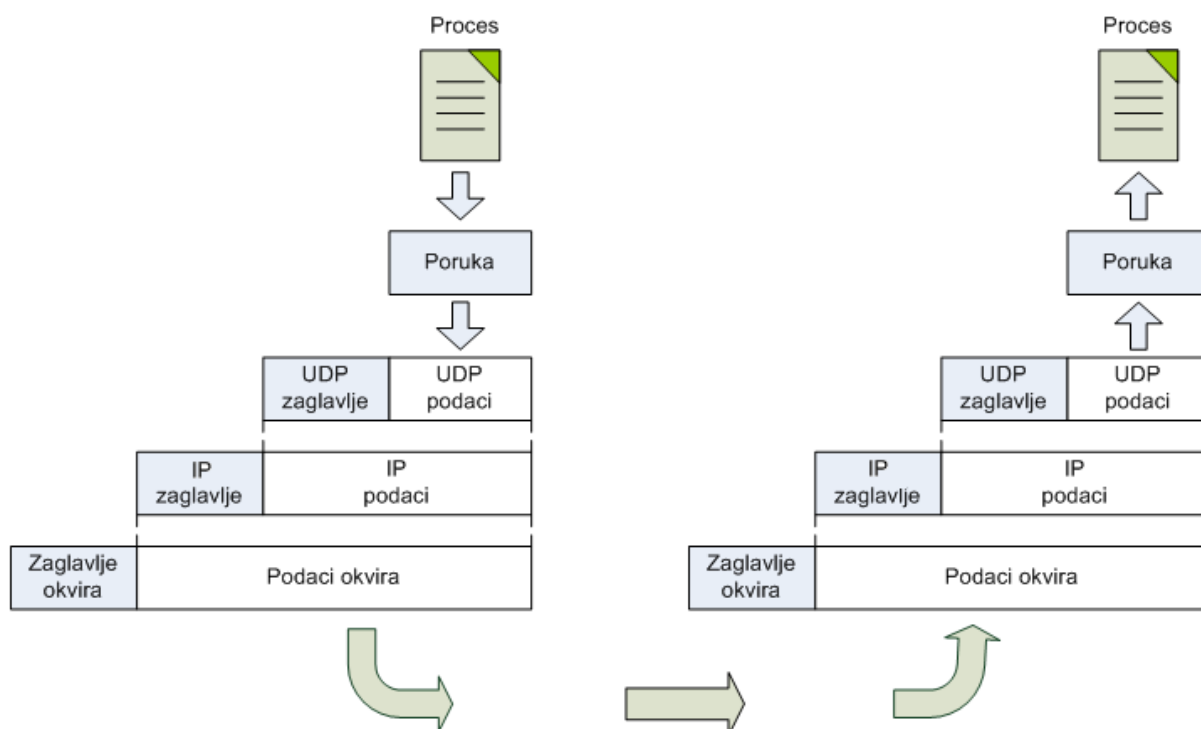 Proces
Proces
Poruka
Poruka
UDP
zaglavlje
UDP
podaci
UDP
zaglavlje
UDP
podaci
IP
zaglavlje
IP
podaci
IP
zaglavlje
IP
podaci
Zaglavlje
okvira
Podaci okvira
Zaglavlje
okvira
Podaci okvira